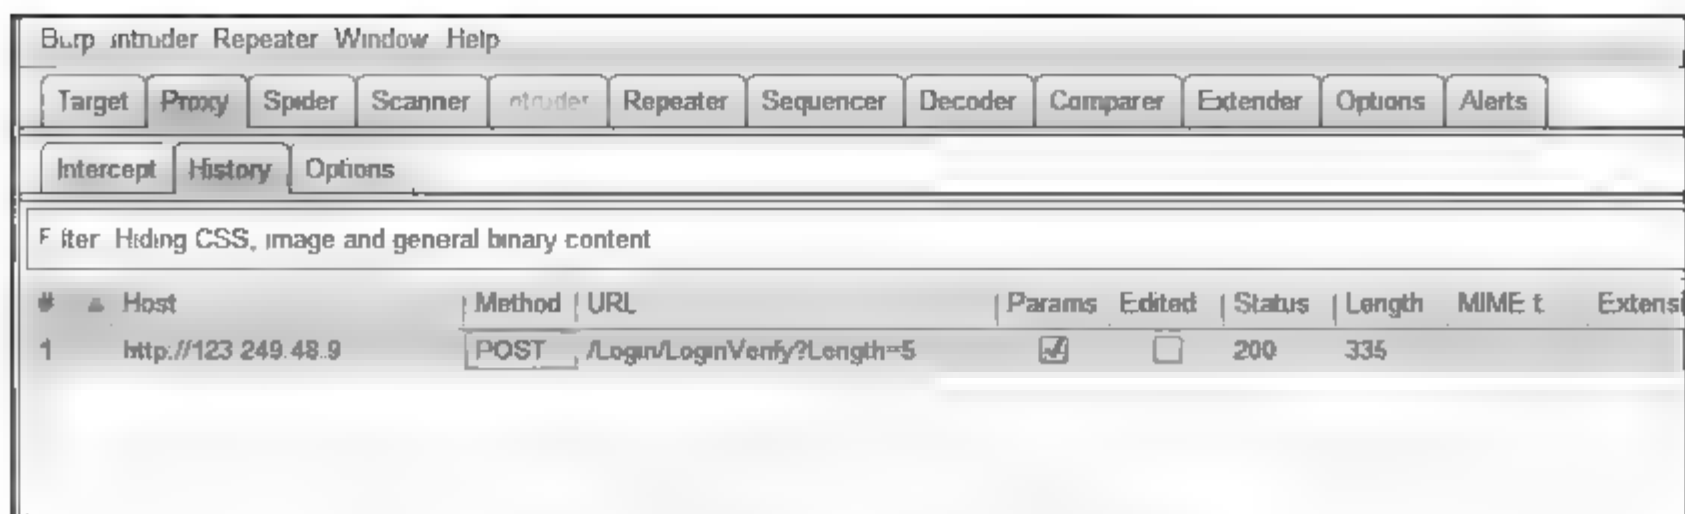 Burp Intruder Repeater Window Help
Target Proxy Spider Scanner Intruder Repeater Sequencer Decoder Comparer Extender Options Alerts
Intercept History Options
Filter Hiding CSS, image and general binary content
# Host Method URL Params Edited Status Length MIME t Extensi
1 http://123.249.48.9 POST /Login/LoginVerify?Length=5 200 335